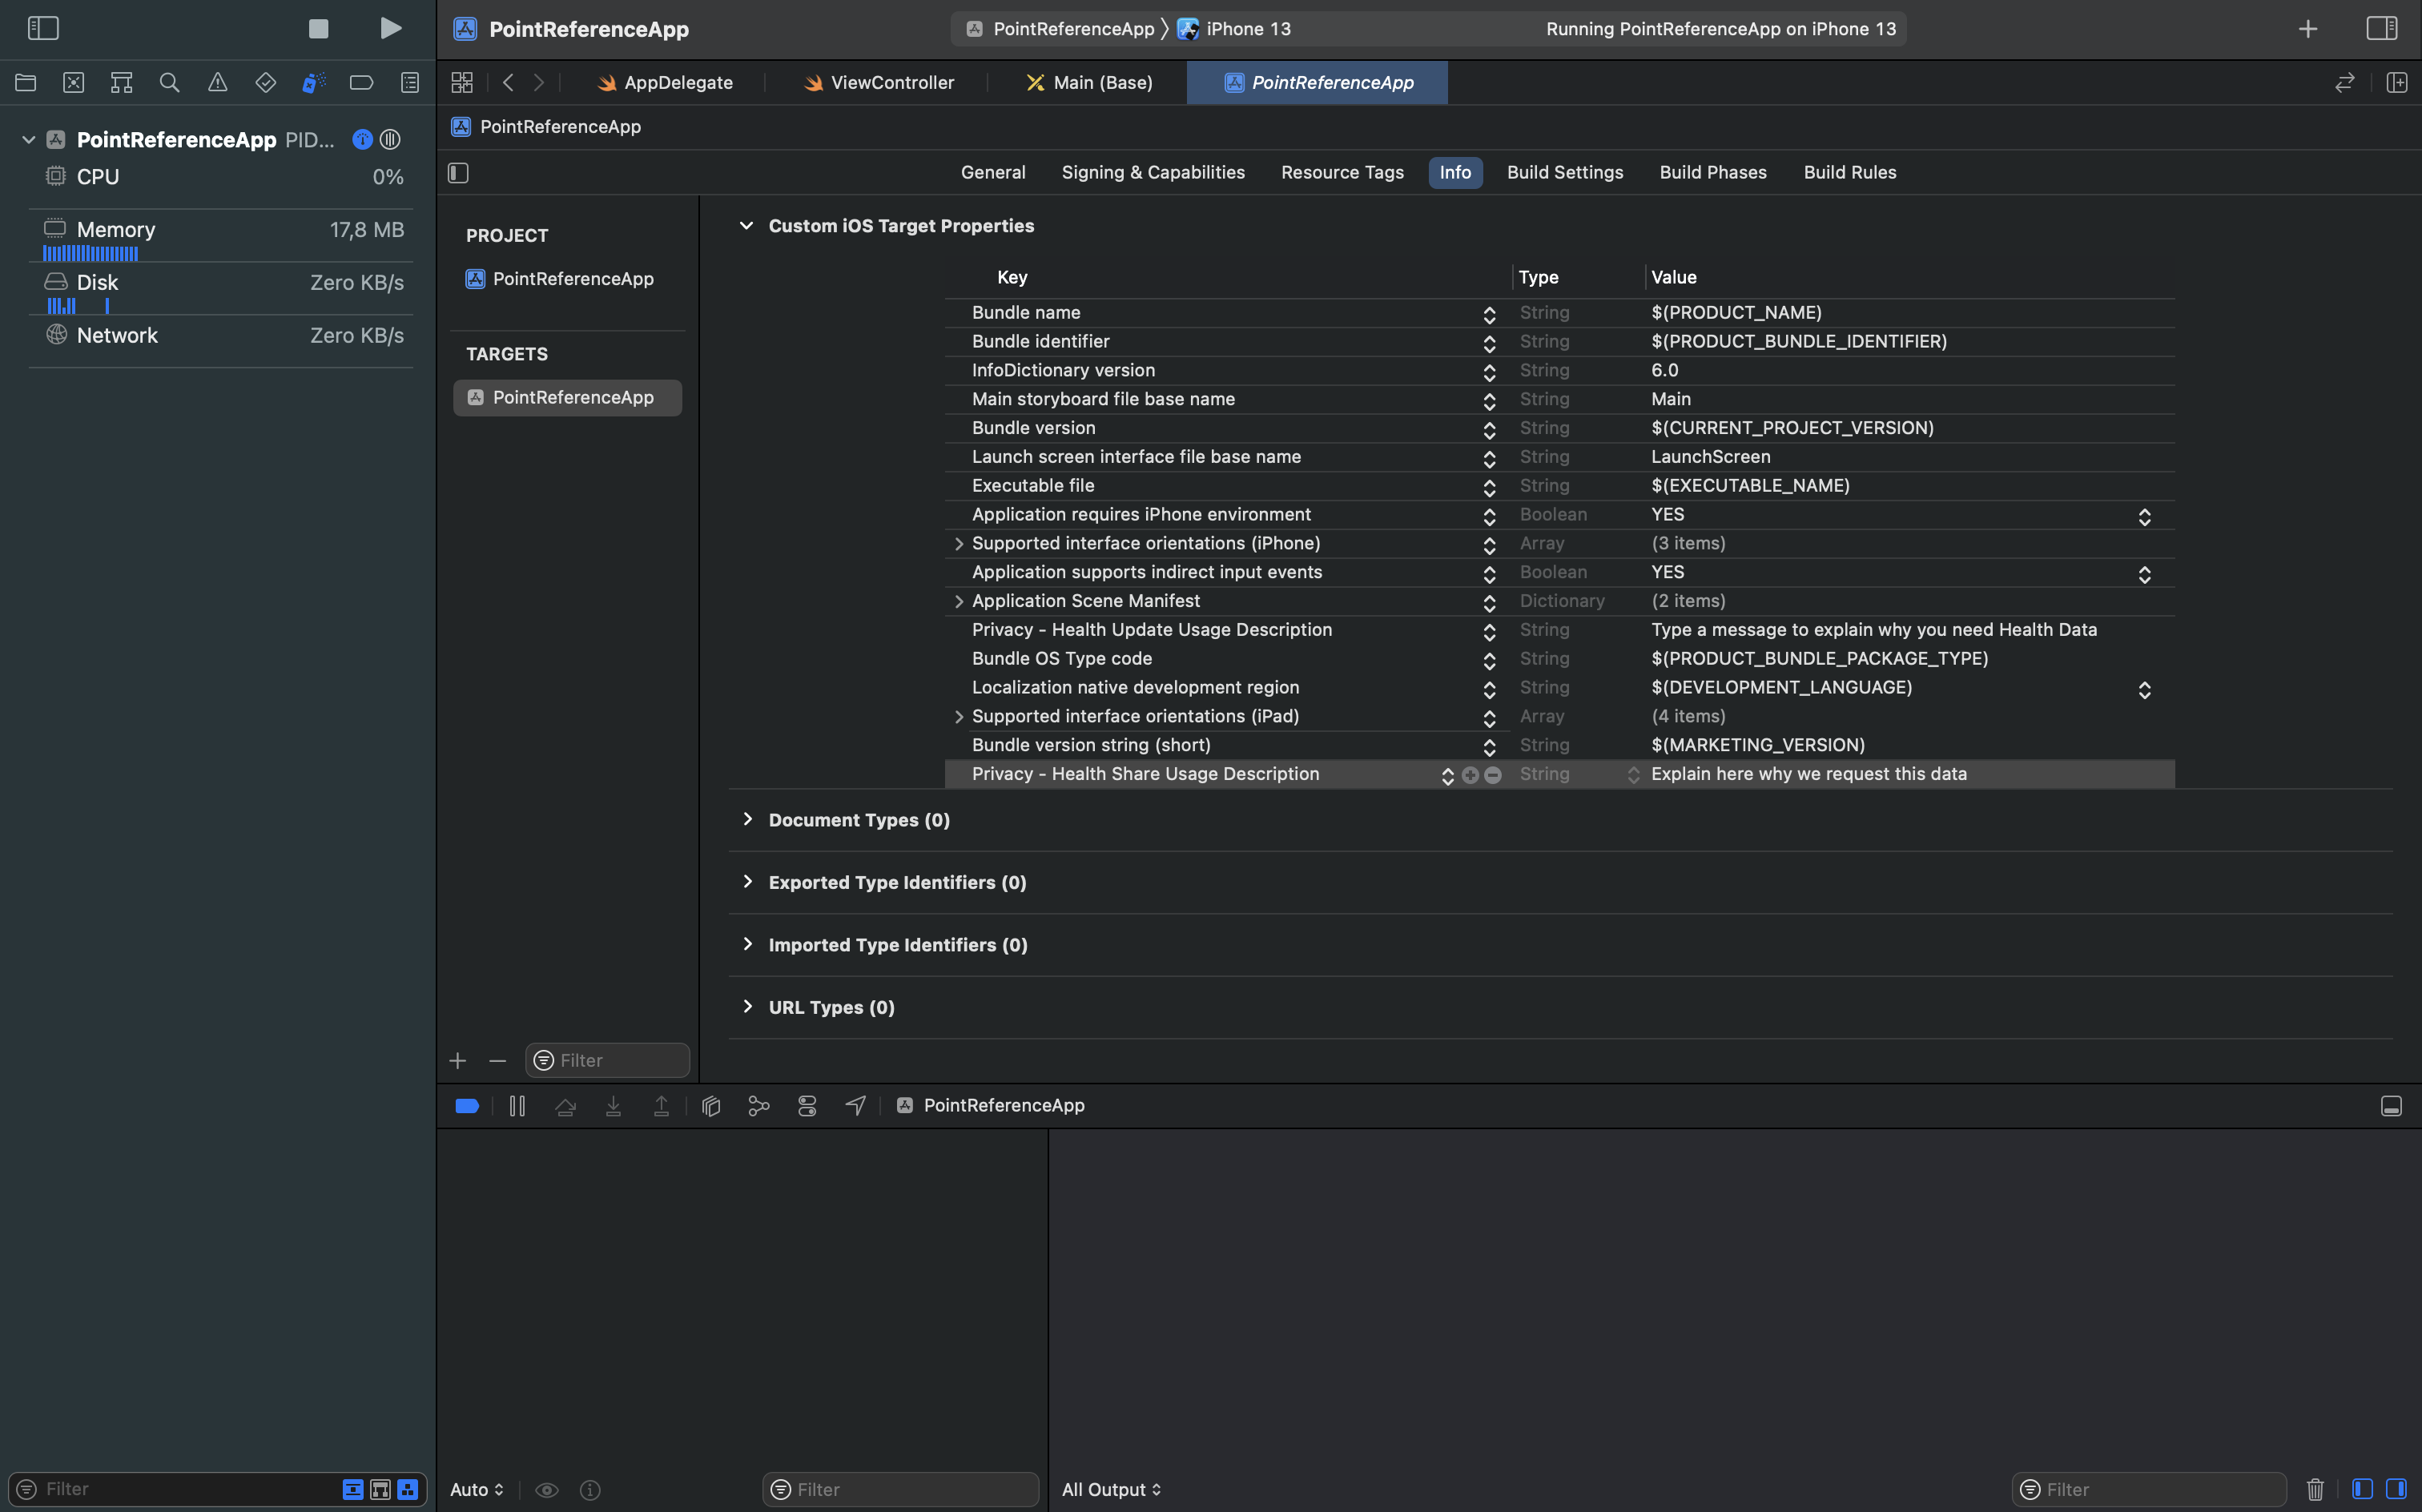 PointReferenceApp
PointReferenceApp iPhone 13 Running PointReferenceApp on iPhone 13
AppDelegate ViewController Main (Base) PointReferenceApp
PointReferenceApp
General Signing & Capabilities Resource Tags Info Build Settings Build Phases Build Rules
PointReferenceApp PID...
CPU 0%
Memory 17,8 MB
Disk Zero KB/s
Network Zero KB/s
PROJECT
PointReferenceApp
TARGETS
PointReferenceApp
Custom iOS Target Properties
Key Type Value
Bundle name String $(PRODUCT_NAME)
Bundle identifier String $(PRODUCT_BUNDLE_IDENTIFIER)
InfoDictionary version String 6.0
Main storyboard file base name String Main
Bundle version String $(CURRENT_PROJECT_VERSION)
Launch screen interface file base name String LaunchScreen
Executable file String $(EXECUTABLE_NAME)
Application requires iPhone environment Boolean YES
Supported interface orientations (iPhone) Array (3 items)
Application supports indirect input events Boolean YES
Application Scene Manifest Dictionary (2 items)
Privacy - Health Update Usage Description String Type a message to explain why you need Health Data
Bundle OS Type code String $(PRODUCT_BUNDLE_PACKAGE_TYPE)
Localization native development region String $(DEVELOPMENT_LANGUAGE)
Supported interface orientations (iPad) Array (4 items)
Bundle version string (short) String $(MARKETING_VERSION)
Privacy - Health Share Usage Description String Explain here why we request this data
Document Types (0)
Exported Type Identifiers (0)
Imported Type Identifiers (0)
URL Types (0)
Filter
PointReferenceApp
Filter
Auto Filter
All Output Filter